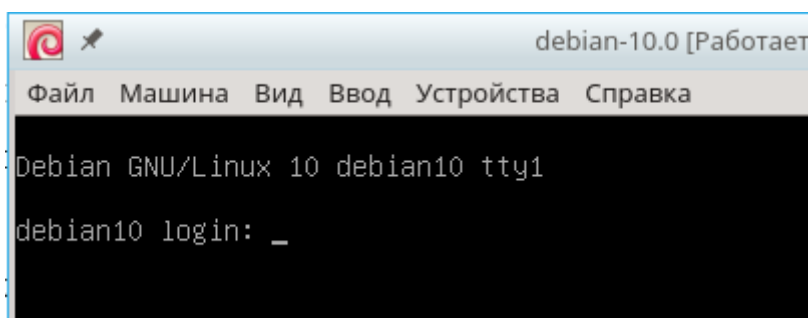 debian-10.0 [Работает
Файл Машина Вид Ввод Устройства Справка
Debian GNU/Linux 10 debian10 tty1
debian10 login: _